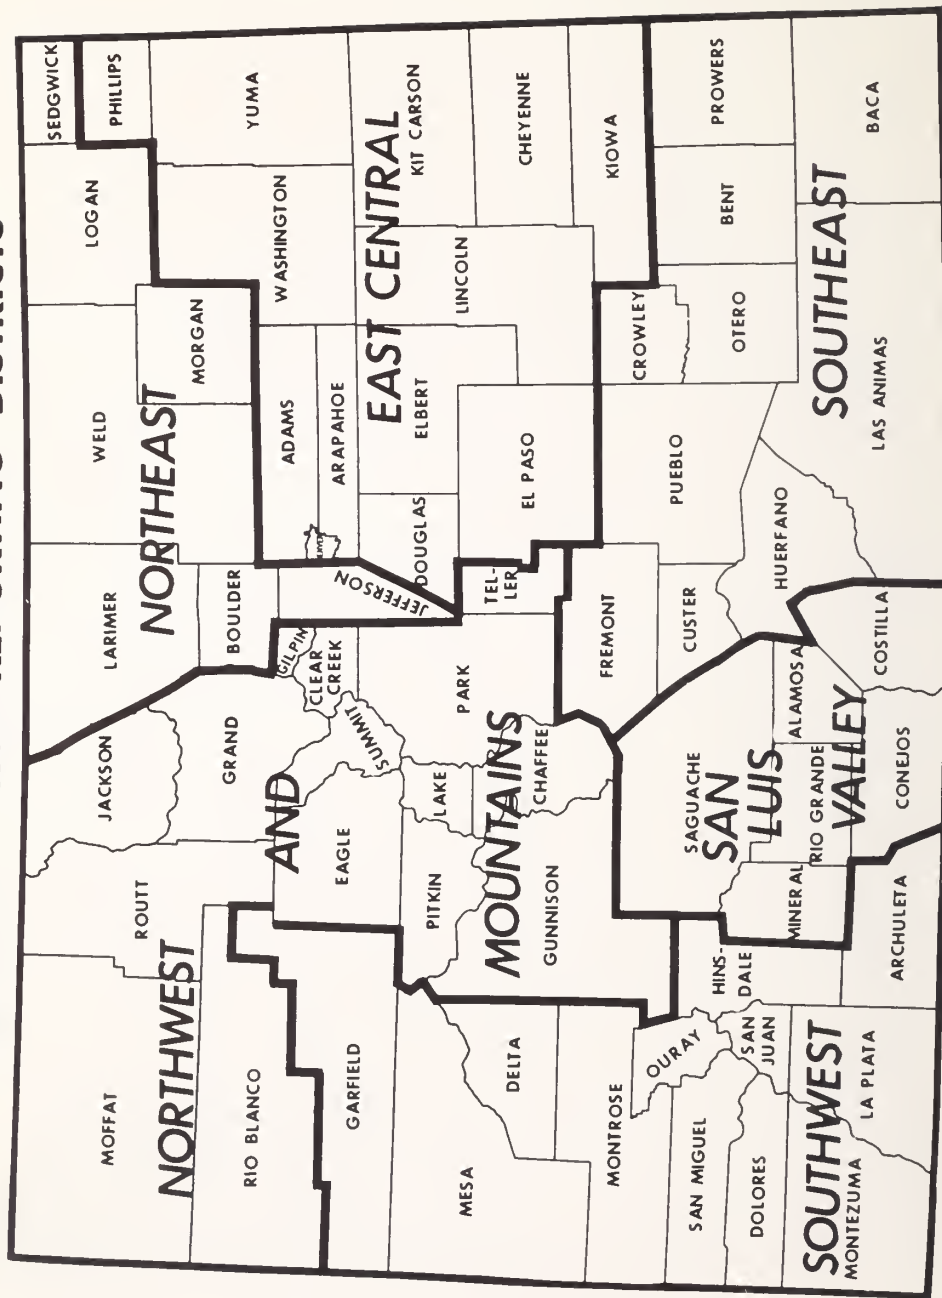 MOFFAT
ROUTT
JACKSON
LARIMER
WELD
LOGAN
SEDGWICK
PHILLIPS
NORTHWEST
NORTHEAST
MORGAN
RIO BLANCO
GRAND
BOULDER
WASHINGTON
YUMA
AND
GILPIN
ADAMS
GARFIELD
EAGLE
SUMMIT
CLEAR
CREEK
JEFFERSON
ARAPAHOE
EAST CENTRAL
MESA
PITKIN
LAKE
PARK
DOUGLAS
ELBERT
LINCOLN
KIT CARSON
DELTA
MOUNTAINS
TEL-
LER
EL PASO
CHEYENNE
GUNNISON
CHAFFEE
MONTROSE
FREMONT
KIOWA
CROWLEY
OURAY
SAGUACHE
CUSTER
PUEBLO
SAN MIGUEL
HINS-
DALE
SAN
LUIS
VALLEY
OTERO
BENT
PROWERS
DOLORES
SAN
JUAN
MINERAL
RIO GRANDE
ALAMOSA
HUERFANO
SOUTHEAST
SOUTHWEST
MONTEZUMA
LA PLATA
ARCHULETA
CONEJOS
COSTILLA
LAS ANIMAS
BACA